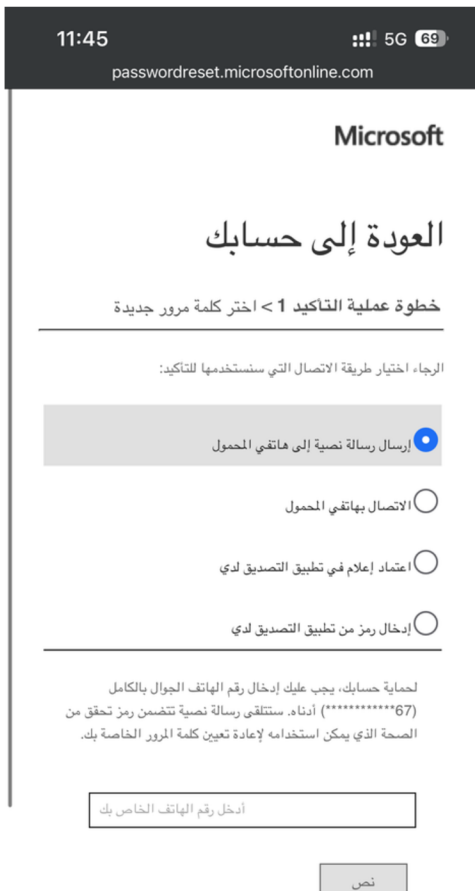 11:45
5G 69
passwordreset.microsoftonline.com
Microsoft
العودة إلى حسابك
خطوة عملية التأكيد 1 > اختر كلمة مرور جديدة
الرجاء اختيار طريقة الاتصال التي سنستخدمها للتأكيد:
إرسال رسالة نصية إلى هاتفي المحمول
الاتصال بهاتفي المحمول
اعتماد إعلام في تطبيق التصديق لدي
إدخال رمز من تطبيق التصديق لدي
لحماية حسابك، يجب عليك إدخال رقم الهاتف الجوال بالكامل
(************67) أدناه. ستتلقى رسالة نصية تتضمن رمز تحقق من
الصحة الذي يمكن استخدامه لإعادة تعيين كلمة المرور الخاصة بك.
أدخل رقم الهاتف الخاص بك
نص